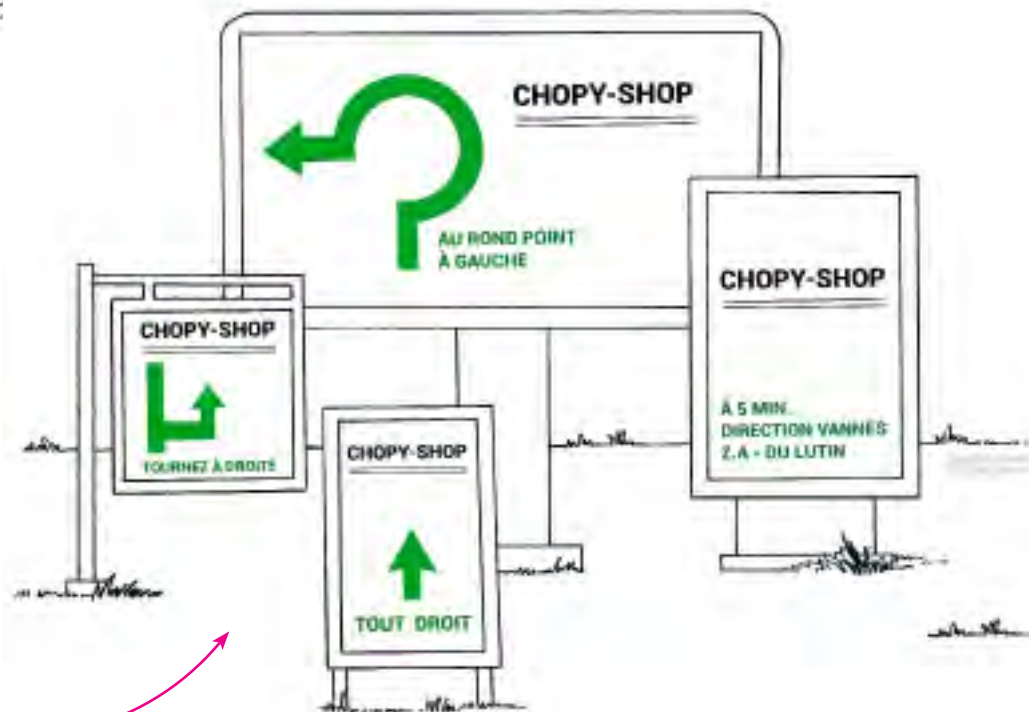 CHOPY-SHOP
AU ROND POINT
À GAUCHE
CHOPY-SHOP
À 5 MIN.
DIRECTION VANNES
Z.A - DU LUTIN
CHOPY-SHOP
TOURNEZ À DROITE
CHOPY-SHOP
TOUT DROIT